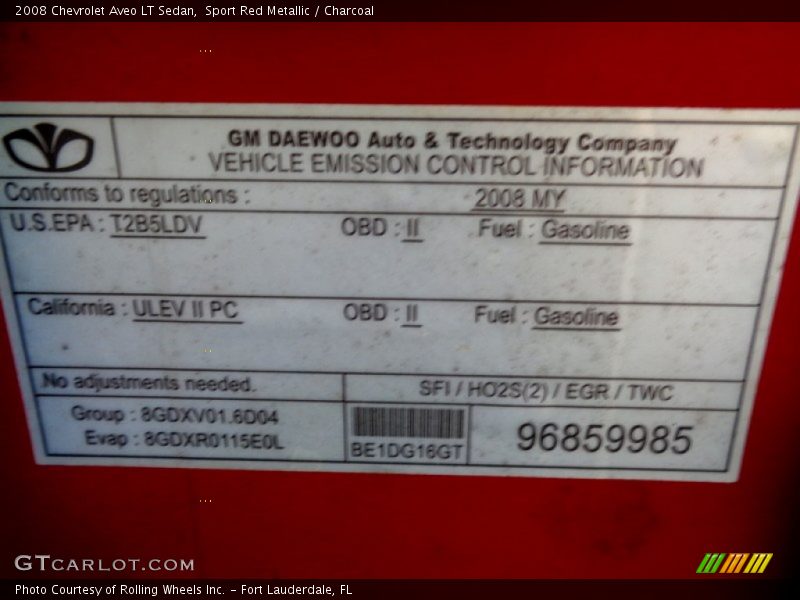 2008 Chevrolet Aveo LT Sedan, Sport Red Metallic / Charcoal
GM DAEWOO Auto & Technology Company
VEHICLE EMISSION CONTROL INFORMATION
Conforms to regulations : 2008 MY
U.S.EPA : T2B5LDV OBD : II Fuel : Gasoline
California : ULEV II PC OBD : II Fuel : Gasoline
No adjustments needed. SFI / HO2S(2) / EGR / TWC
Group : 8GDXV01.6D04
Evap : 8GDXR0115E0L
BE1DG16GT
96859985
GTCARLOT.COM
Photo Courtesy of Rolling Wheels Inc. – Fort Lauderdale, FL